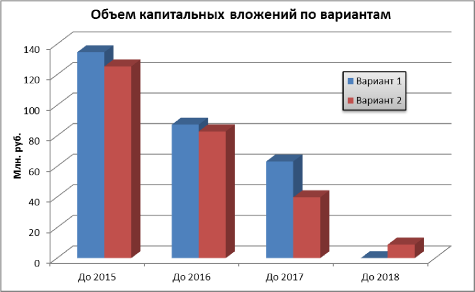 Объем капитальных вложений по вариантам
Млн. руб.
140
120
100
80
60
40
20
0
Вариант 1
Вариант 2
До 2015
До 2016
До 2017
До 2018